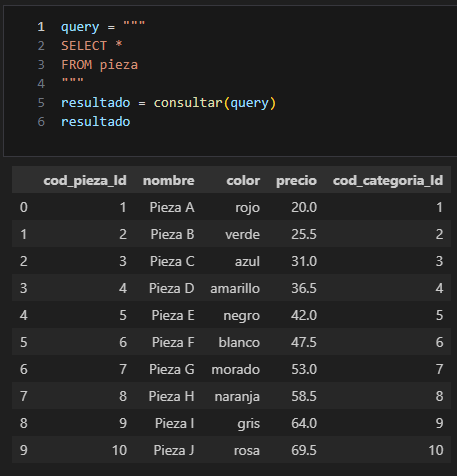 1 query = """
2 SELECT *
3 FROM pieza
4 """
5 resultado = consultar(query)
6 resultado
cod_pieza_Id nombre color precio cod_categoria_Id
0 1 Pieza A rojo 20.0 1
1 2 Pieza B verde 25.5 2
2 3 Pieza C azul 31.0 3
3 4 Pieza D amarillo 36.5 4
4 5 Pieza E negro 42.0 5
5 6 Pieza F blanco 47.5 6
6 7 Pieza G morado 53.0 7
7 8 Pieza H naranja 58.5 8
8 9 Pieza I gris 64.0 9
9 10 Pieza J rosa 69.5 10